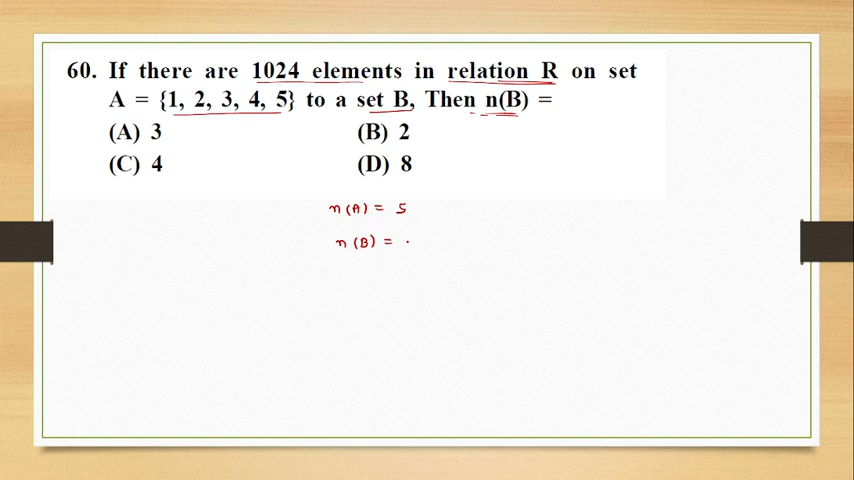 60. If there are 1024 elements in relation R on set
A = {1, 2, 3, 4, 5} to a set B, Then n(B) =
(A) 3 (B) 2
(C) 4 (D) 8
n(A) = 5
n(B) = .